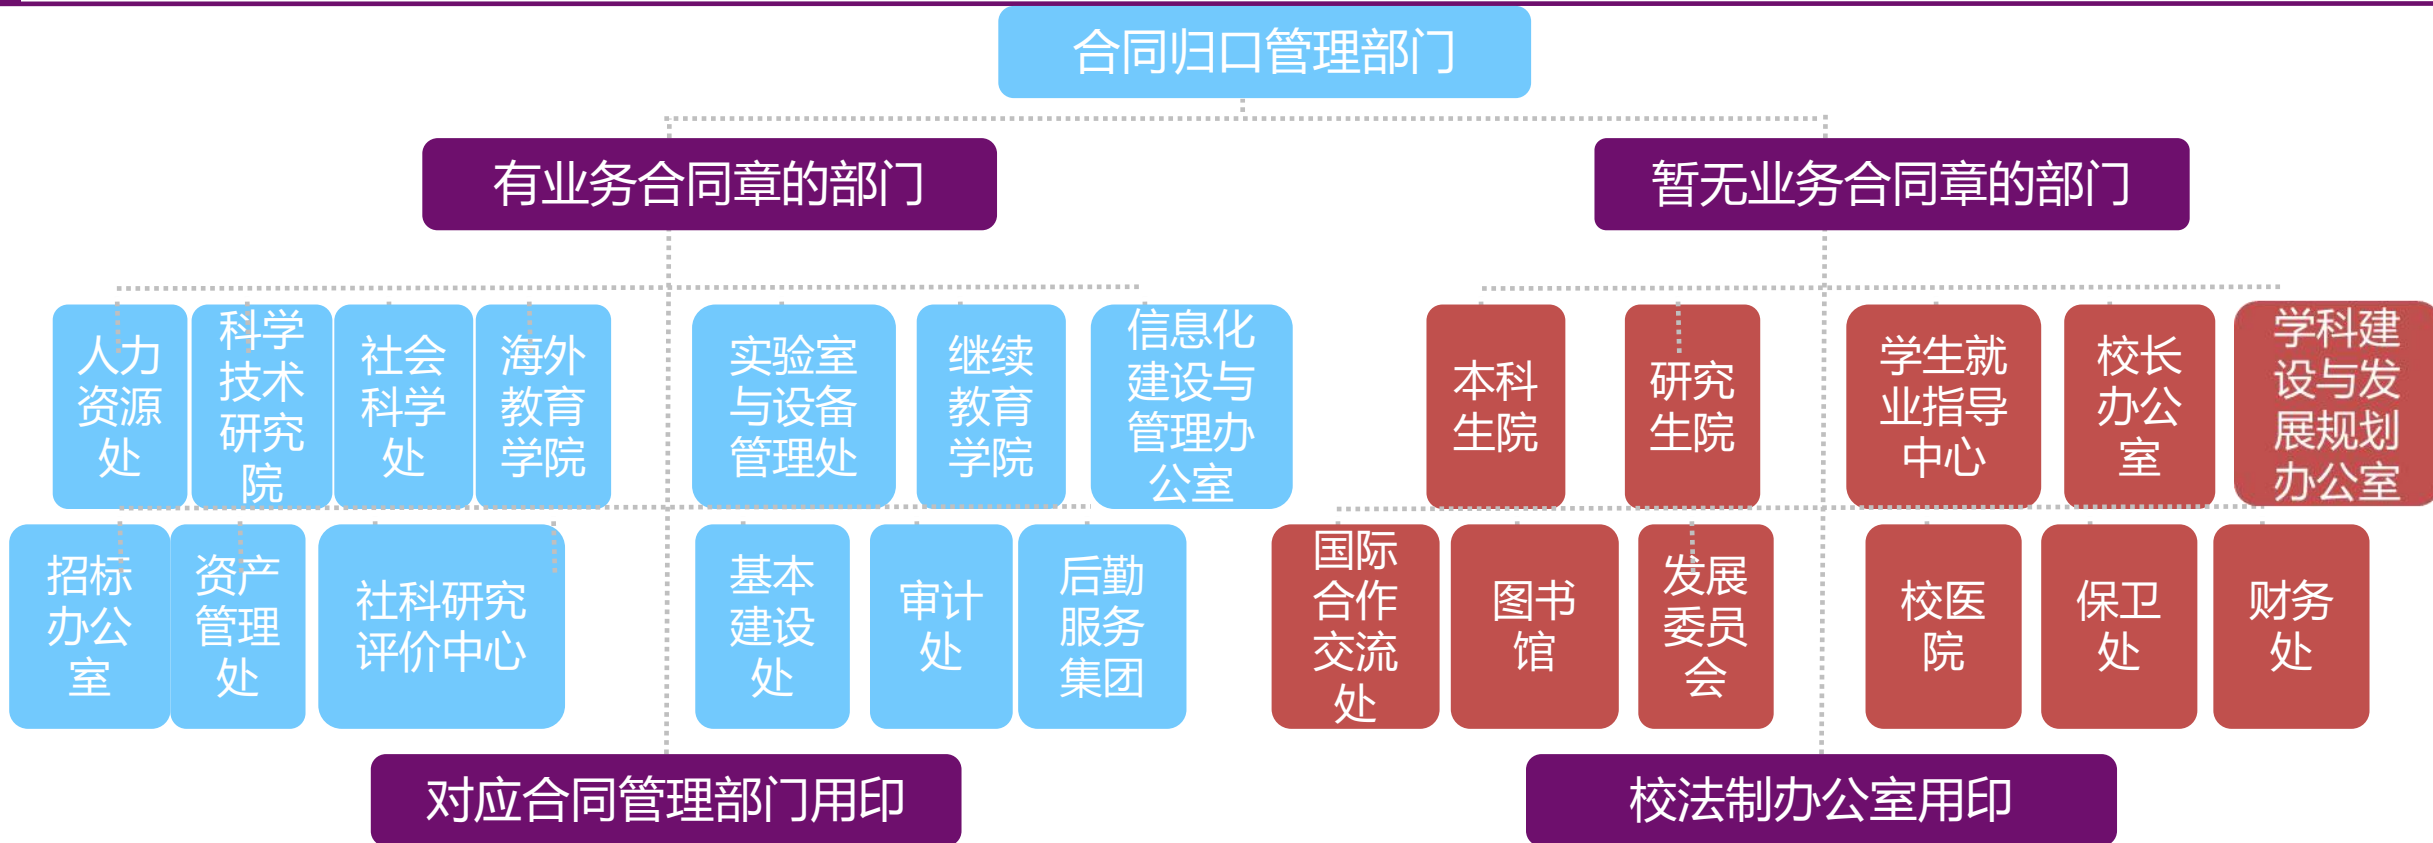 合同归口管理部门
有业务合同章的部门
暂无业务合同章的部门
人力
资源
处
科学
技术
研究
院
社会
科学
处
海外
教育
学院
实验室
与设备
管理处
继续
教育
学院
信息化
建设与
管理办
公室
本科
生院
研究
生院
学生就
业指导
中心
校长
办公
室
学科建
设与发
展规划
办公室
招标
办公
室
资产
管理
处
社科研究
评价中心
基本
建设
处
审计
处
后勤
服务
集团
国际
合作
交流
处
图书
馆
发展
委员
会
校医
院
保卫
处
财务
处
对应合同管理部门用印
校法制办公室用印